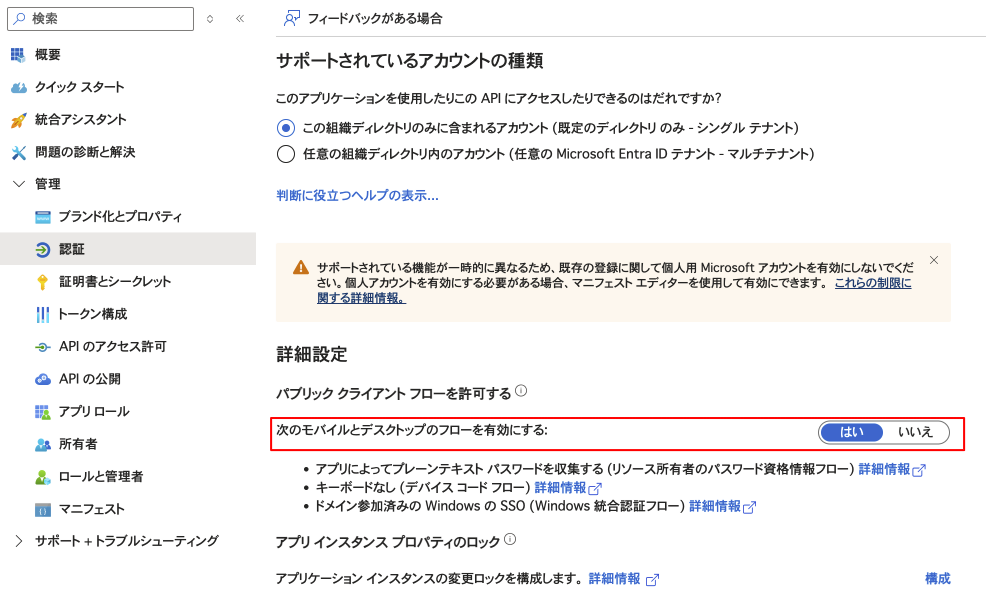 検索
フィードバックがある場合
概要
クイック スタート
統合アシスタント
問題の診断と解決
管理
ブランド化とプロパティ
認証
証明書とシークレット
トークン構成
API のアクセス許可
API の公開
アプリ ロール
所有者
ロールと管理者
マニフェスト
サポート + トラブルシューティング
サポートされているアカウントの種類
このアプリケーションを使用したりこの API にアクセスしたりできるのはだれですか?
この組織ディレクトリのみに含まれるアカウント (既定のディレクトリ のみ - シングル テナント)
任意の組織ディレクトリ内のアカウント (任意の Microsoft Entra ID テナント - マルチテナント)
判断に役立つヘルプの表示...
サポートされている機能が一時的に異なるため、既存の登録に関して個人用 Microsoft アカウントを有効にしないでくだ
さい。個人アカウントを有効にする必要がある場合、マニフェスト エディターを使用して有効にできます。 これらの制限に
関する詳細情報。
詳細設定
パブリック クライアント フローを許可する
次のモバイルとデスクトップのフローを有効にする: はい いいえ
• アプリによってプレーンテキスト パスワードを収集する (リソース所有者のパスワード資格情報フロー) 詳細情報
• キーボードなし (デバイス コード フロー) 詳細情報
• ドメイン参加済みの Windows の SSO (Windows 統合認証フロー) 詳細情報
アプリ インスタンス プロパティのロック
アプリケーション インスタンスの変更ロックを構成します。 詳細情報 構成